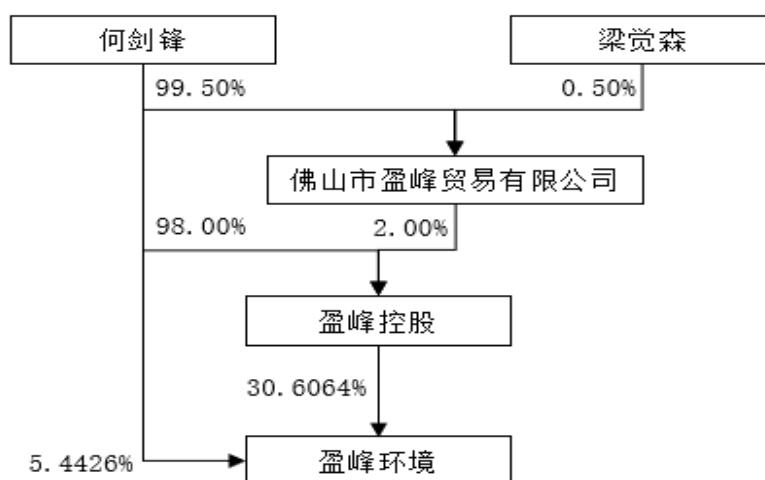 何剑锋
梁觉森
99.50%
0.50%
佛山市盈峰贸易有限公司
98.00%
2.00%
盈峰控股
30.6064%
5.4426%
盈峰环境